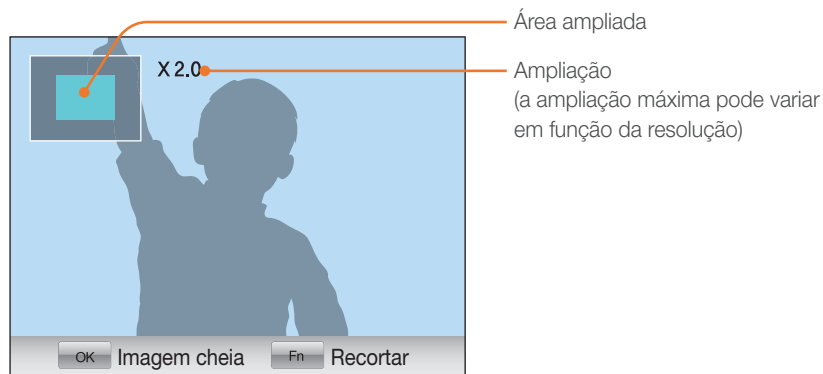 Área ampliada
X 2.0
Ampliação
(a ampliação máxima pode variar
em função da resolução)
OK Imagem cheia Fn Recortar